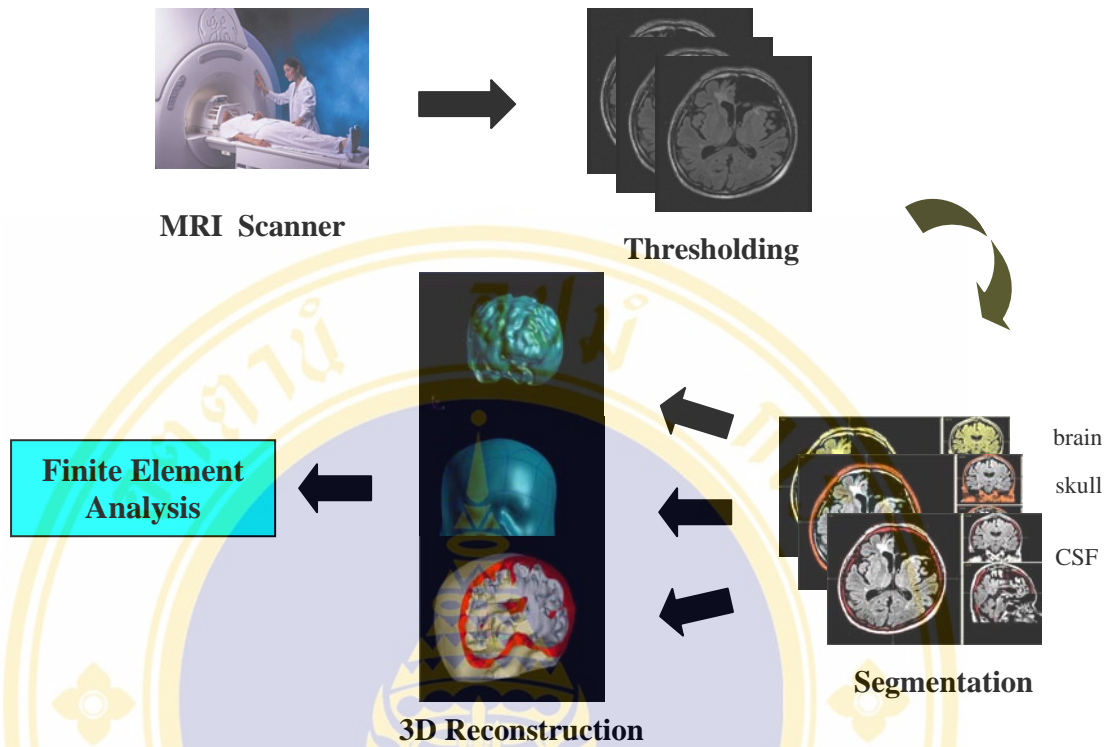 MRI Scanner
Thresholding
brain
skull
CSF
Segmentation
3D Reconstruction
Finite Element
Analysis